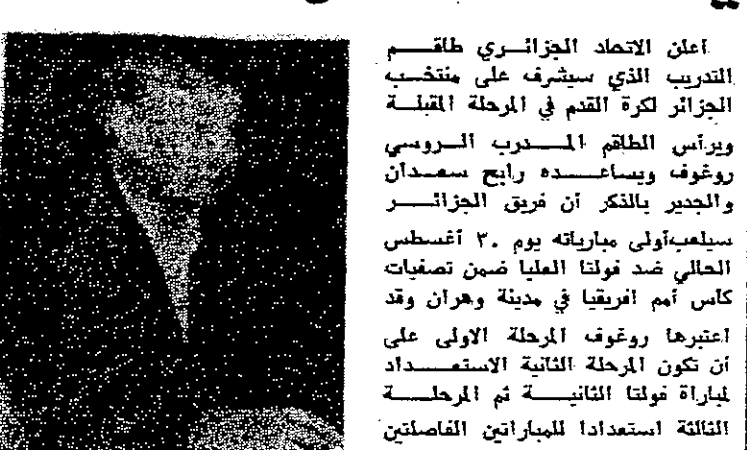 اعلن الاتحاد الجزائري طاقم
التدريب الذي سيشرف على منتخب
الجزائر لكرة القدم في المرحلة المقبلة
ويرأس الطاقم المدرب الروسي
روغوف ويساعده رابح سعدان
والجدير بالذكر أن فريق الجزائر
سيلعب أولى مبارياته يوم ٣٠ أغسطس
الحالي ضد فولتا العليا ضمن تصفيات
كأس أمم افريقيا في مدينة وهران وقد
اعتبرها روغوف المرحلة الاولى على
أن تكون المرحلة الثانية الاستعداد
لمباراة فولتا الثانية ثم المرحلة
الثالثة استعدادا للمباراتين الفاصلتين